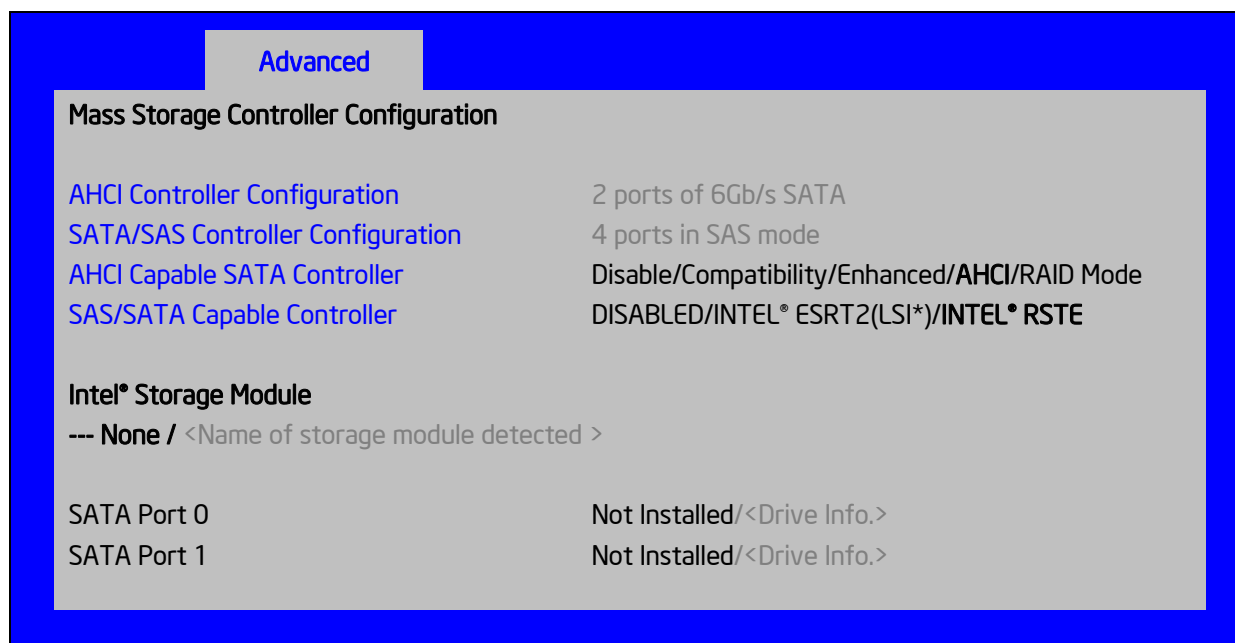 Advanced
Mass Storage Controller Configuration
AHCI Controller Configuration 2 ports of 6Gb/s SATA
SATA/SAS Controller Configuration 4 ports in SAS mode
AHCI Capable SATA Controller Disable/Compatibility/Enhanced/AHCI/RAID Mode
SAS/SATA Capable Controller DISABLED/INTEL® ESRT2(LSI*)/INTEL® RSTE
Intel® Storage Module
--- None / <Name of storage module detected >
SATA Port 0 Not Installed/<Drive Info.>
SATA Port 1 Not Installed/<Drive Info.>